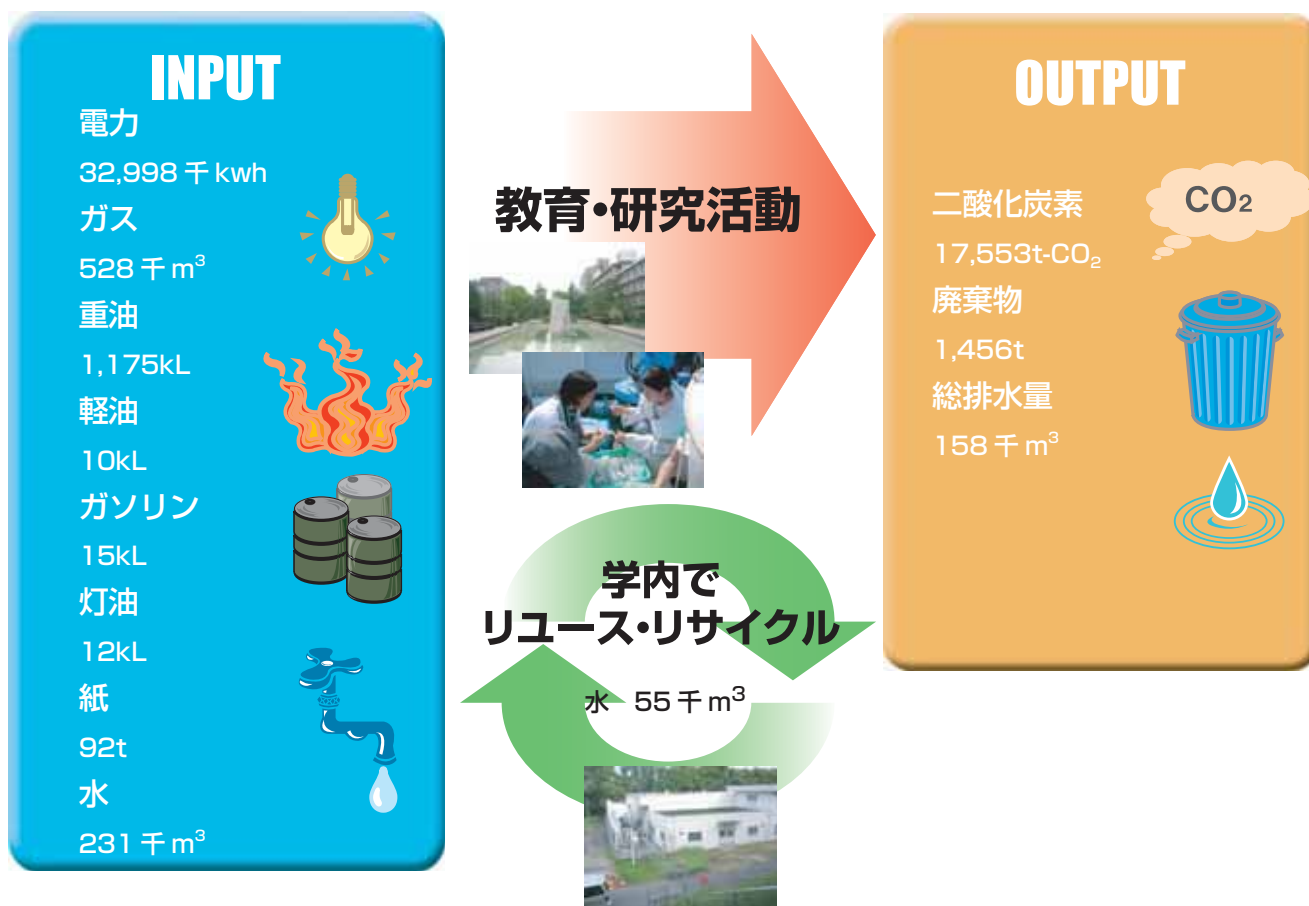 INPUT
電力
32,998 千 kwh
ガス
528 千 m³
重油
1,175kL
軽油
10kL
ガソリン
15kL
灯油
12kL
紙
92t
水
231 千 m³
教育・研究活動
学内で
リユース・リサイクル
水 55 千 m³
OUTPUT
CO₂
二酸化炭素
17,553t-CO₂
廃棄物
1,456t
総排水量
158 千 m³